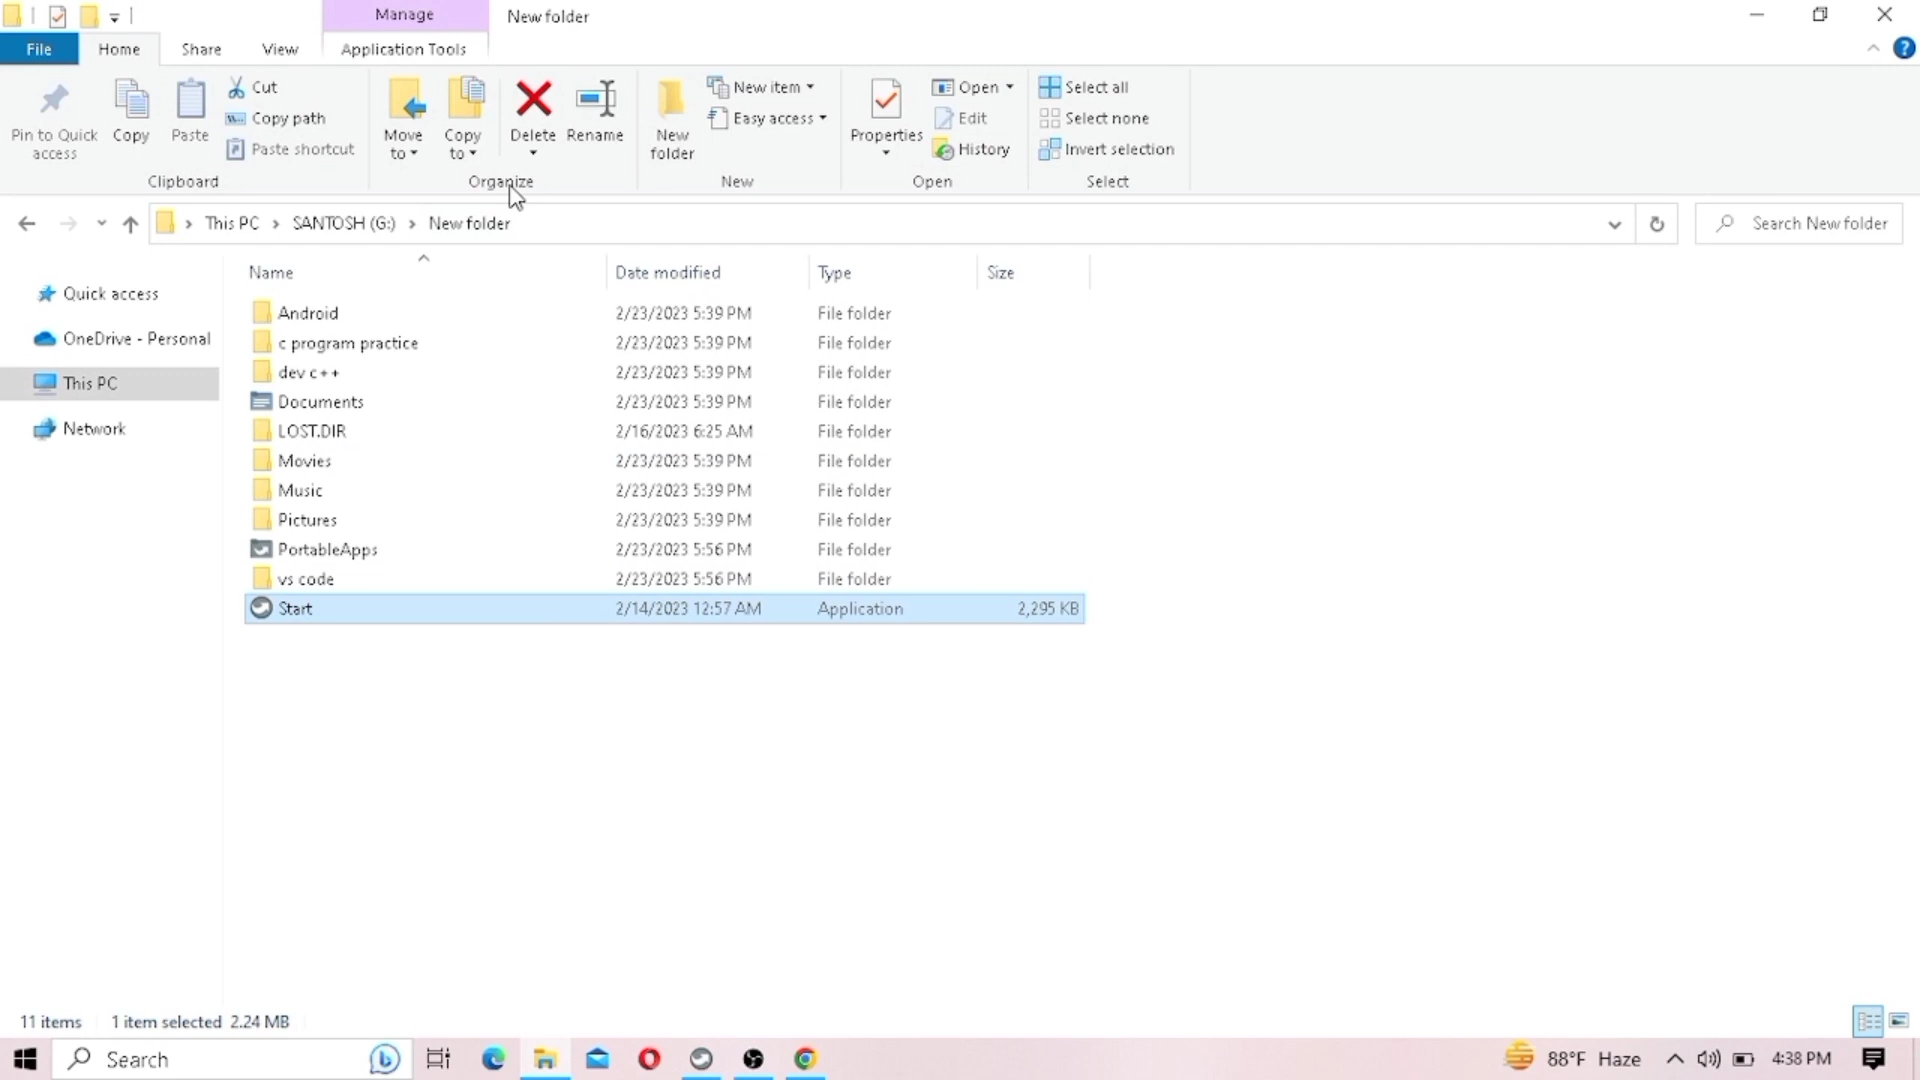 Manage
New folder
File
Home
Share
View
Application Tools
Pin to Quick access
Copy
Paste
Cut
Copy path
Paste shortcut
Clipboard
Move to
Copy to
Delete
Rename
Organize
New folder
New item
Easy access
New
Properties
Open
Edit
History
Open
Select all
Select none
Invert selection
Select
This PC > SANTOSH (G:) > New folder
Search New folder
Quick access
OneDrive - Personal
This PC
Network
Name Date modified Type Size
Android 2/23/2023 5:39 PM File folder
c program practice 2/23/2023 5:39 PM File folder
dev c++ 2/23/2023 5:39 PM File folder
Documents 2/23/2023 5:39 PM File folder
LOST.DIR 2/16/2023 6:25 AM File folder
Movies 2/23/2023 5:39 PM File folder
Music 2/23/2023 5:39 PM File folder
Pictures 2/23/2023 5:39 PM File folder
PortableApps 2/23/2023 5:56 PM File folder
vs code 2/23/2023 5:56 PM File folder
Start 2/14/2023 12:57 AM Application 2,295 KB
11 items 1 item selected 2.24 MB
Search
88°F Haze
4:38 PM